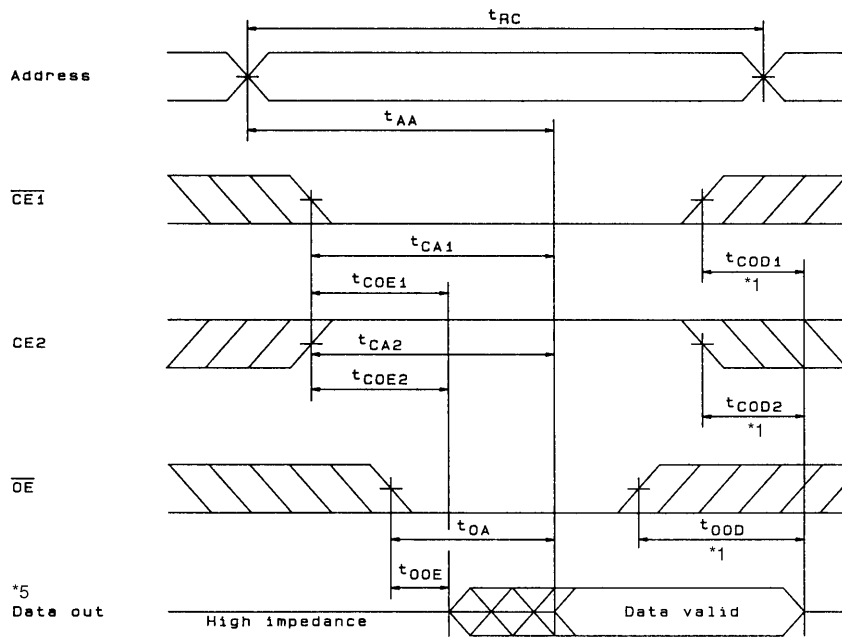 tRC
Address
tAA
CE1
tCA1
tCOD1
*1
tCOE1
CE2
tCA2
tCOE2
tCOD2
*1
OE
tOA
tOOD
*1
tOOE
*5
Data out
High impedance
Data valid